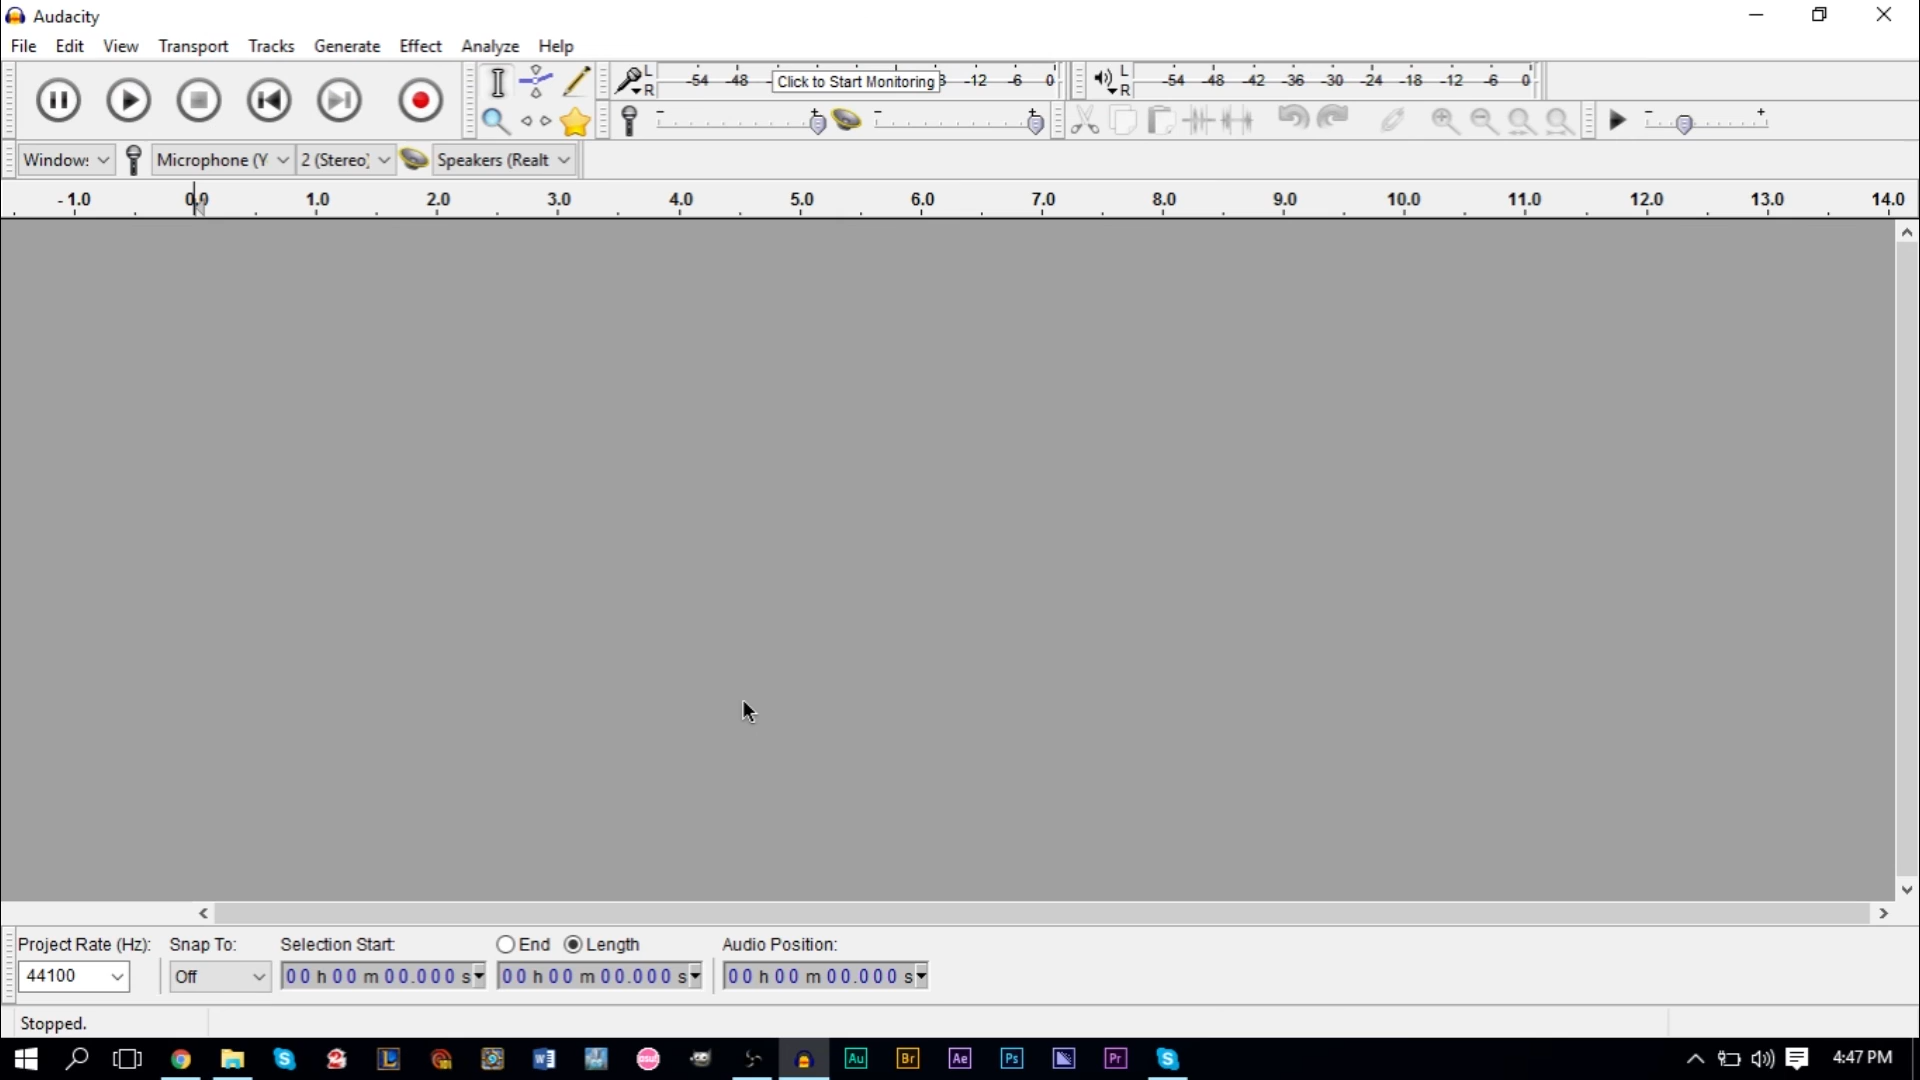 Audacity
File Edit View Transport Tracks Generate Effect Analyze Help
L R -54 -48 - Click to Start Monitoring -12 -6 0 L R -54 -48 -42 -36 -30 -24 -18 -12 -6 0
- + - + - +
Window: Microphone (Y 2 (Stereo) Speakers (Realt
-1.0 0.0 1.0 2.0 3.0 4.0 5.0 6.0 7.0 8.0 9.0 10.0 11.0 12.0 13.0 14.0
Project Rate (Hz): Snap To: Selection Start: End Length Audio Position:
44100 Off 00 h 00 m 00.000 s 00 h 00 m 00.000 s 00 h 00 m 00.000 s
Stopped.
2 L W osu! Au Br Ae Ps Pr 4:47 PM